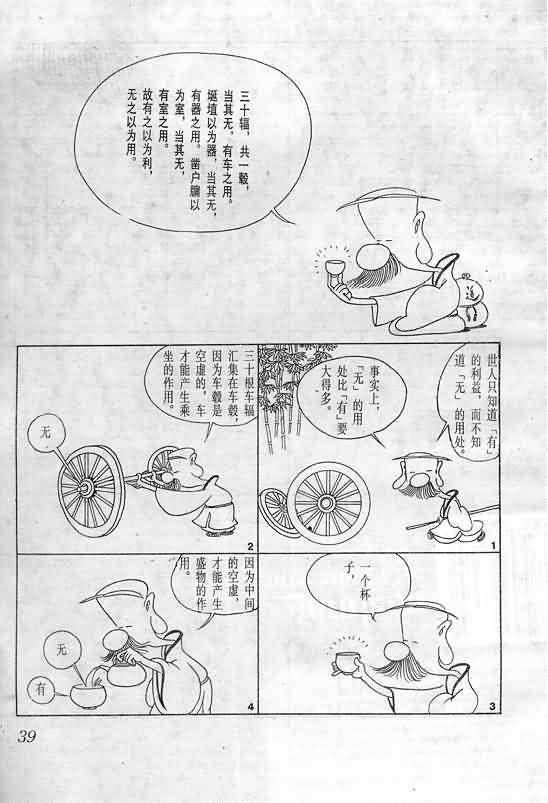 三十辐，共一毂，
当其无，有车之用。
埏埴以为器，当其无，
有器之用。凿户牖以
为室，当其无，
有室之用。
故有之以为利，
无之以为用。
道
世人只知道「有」
的利益，而不知
道「无」的用处。
事实上，
「无」的用
处比「有」要
大得多。
1
三十根车辐
汇集在车毂，
因为车毂是
空虚的，车
才能产生乘
坐的作用。
无
2
一个杯
子，
3
因为中间
的空虚，
才能产生
盛物的作
用。
无
有
4
39